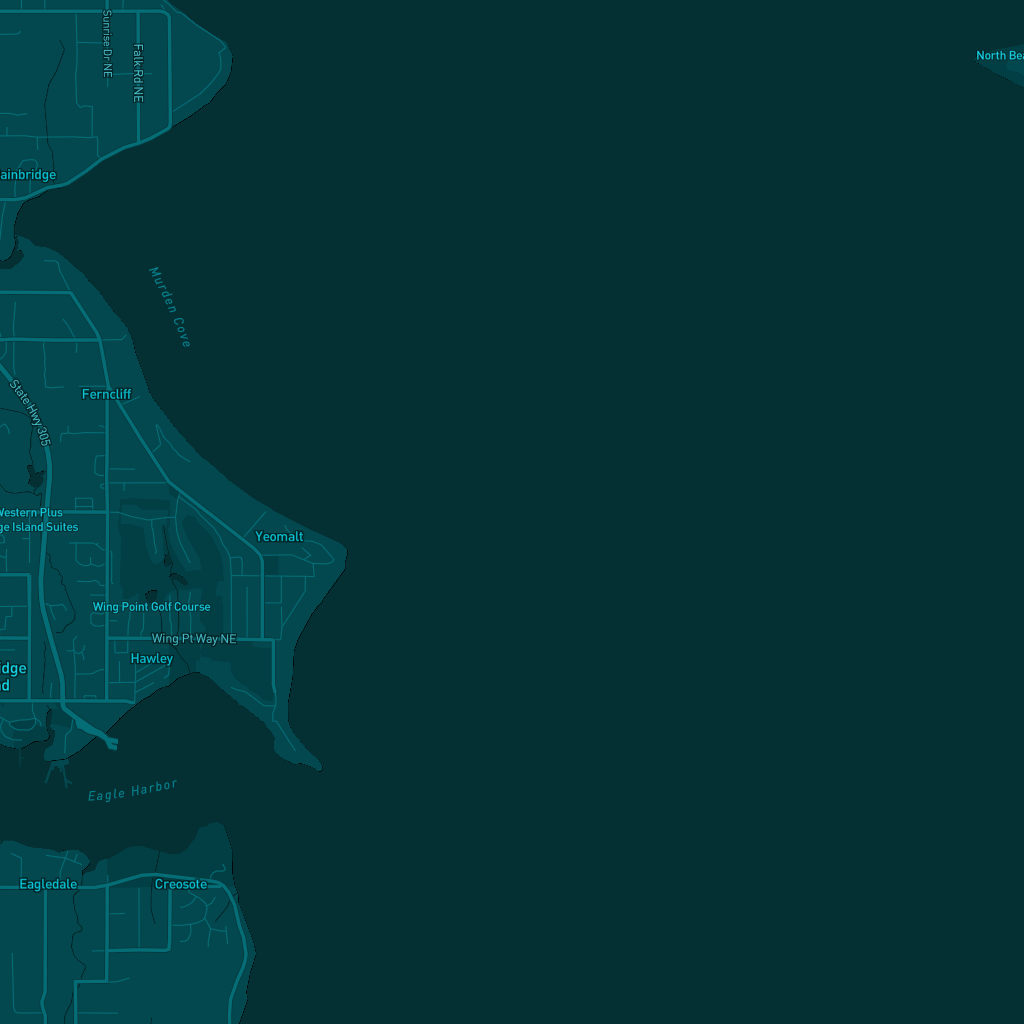 Sunrise Dr NE
Falk Rd NE
North Bea
ainbridge
Murden Cove
Ferncliff
State Hwy 305
Western Plus
ge Island Suites
Yeomalt
Wing Point Golf Course
Wing Pt Way NE
Hawley
idge
nd
Eagle Harbor
Eagledale
Creosote